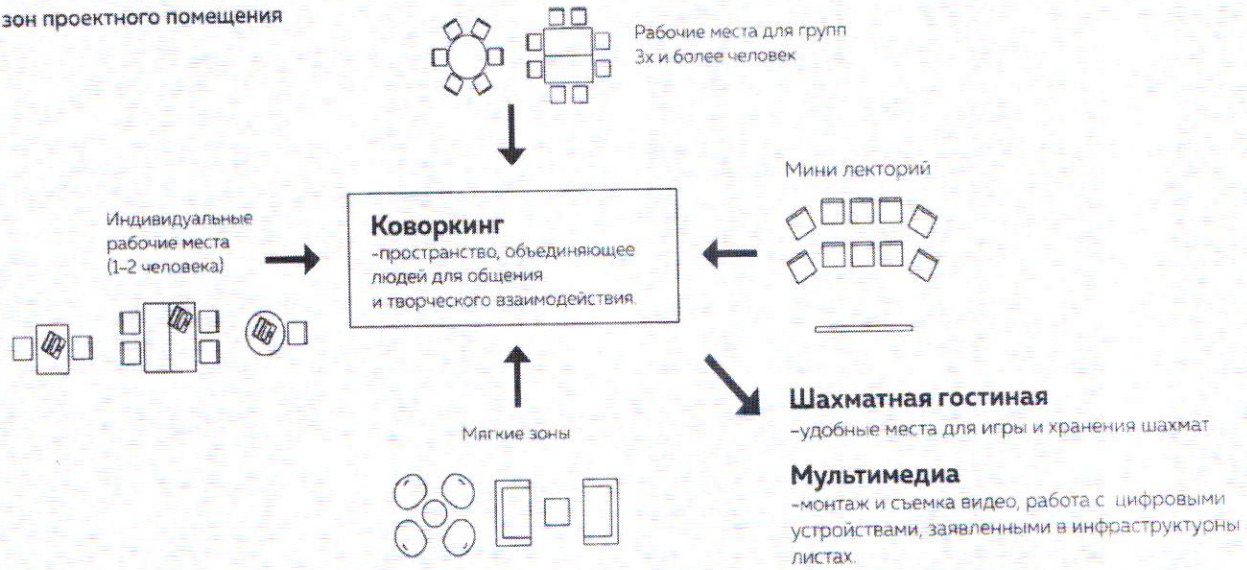 зон проектного помещения
Рабочие места для групп
3х и более человек
Мини лекторий
Индивидуальные
рабочие места
(1-2 человека)
Коворкинг
-пространство, объединяющее
людей для общения
и творческого взаимодействия.
Мягкие зоны
Шахматная гостиная
-удобные места для игры и хранения шахмат
Мультимедиа
-монтаж и съемка видео, работа с цифровыми
устройствами, заявленными в инфраструктурны
листах.